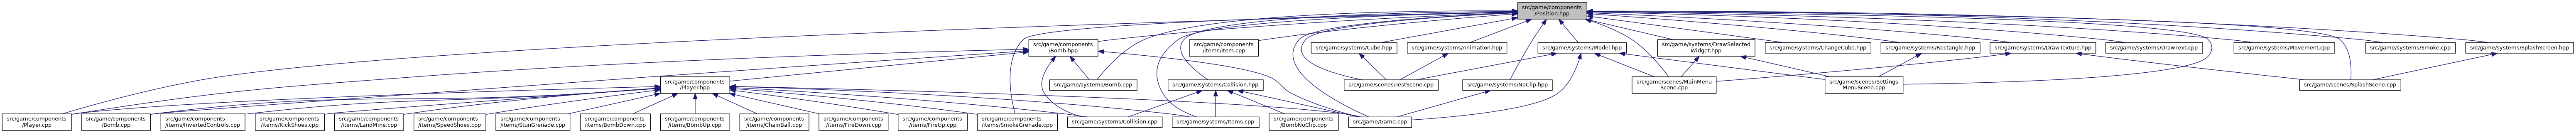 src/game/components
/Position.hpp
src/game/components
/Bomb.hpp
src/game/components
/items/Item.cpp
src/game/systems/Cube.hpp
src/game/systems/Animation.hpp
src/game/systems/Model.hpp
src/game/systems/DrawSelected
Widget.hpp
src/game/systems/ChangeCube.hpp
src/game/systems/Rectangle.hpp
src/game/systems/DrawTexture.hpp
src/game/systems/DrawText.cpp
src/game/systems/Movement.cpp
src/game/systems/Smoke.cpp
src/game/systems/SplashScreen.hpp
src/game/components
/Player.hpp
src/game/systems/Bomb.cpp
src/game/systems/Collision.hpp
src/game/scenes/TestScene.cpp
src/game/systems/NoClip.hpp
src/game/scenes/MainMenu
Scene.cpp
src/game/scenes/Settings
MenuScene.cpp
src/game/scenes/SplashScene.cpp
src/game/components
/Player.cpp
src/game/components
/Bomb.cpp
src/game/components
/items/InvertedControls.cpp
src/game/components
/items/KickShoes.cpp
src/game/components
/items/LandMine.cpp
src/game/components
/items/SpeedShoes.cpp
src/game/components
/items/StunGrenade.cpp
src/game/components
/items/BombDown.cpp
src/game/components
/items/BombUp.cpp
src/game/components
/items/ChainBall.cpp
src/game/components
/items/FireDown.cpp
src/game/components
/items/FireUp.cpp
src/game/components
/items/SmokeGrenade.cpp
src/game/systems/Collision.cpp
src/game/systems/Items.cpp
src/game/components
/BombNoClip.cpp
src/game/Game.cpp